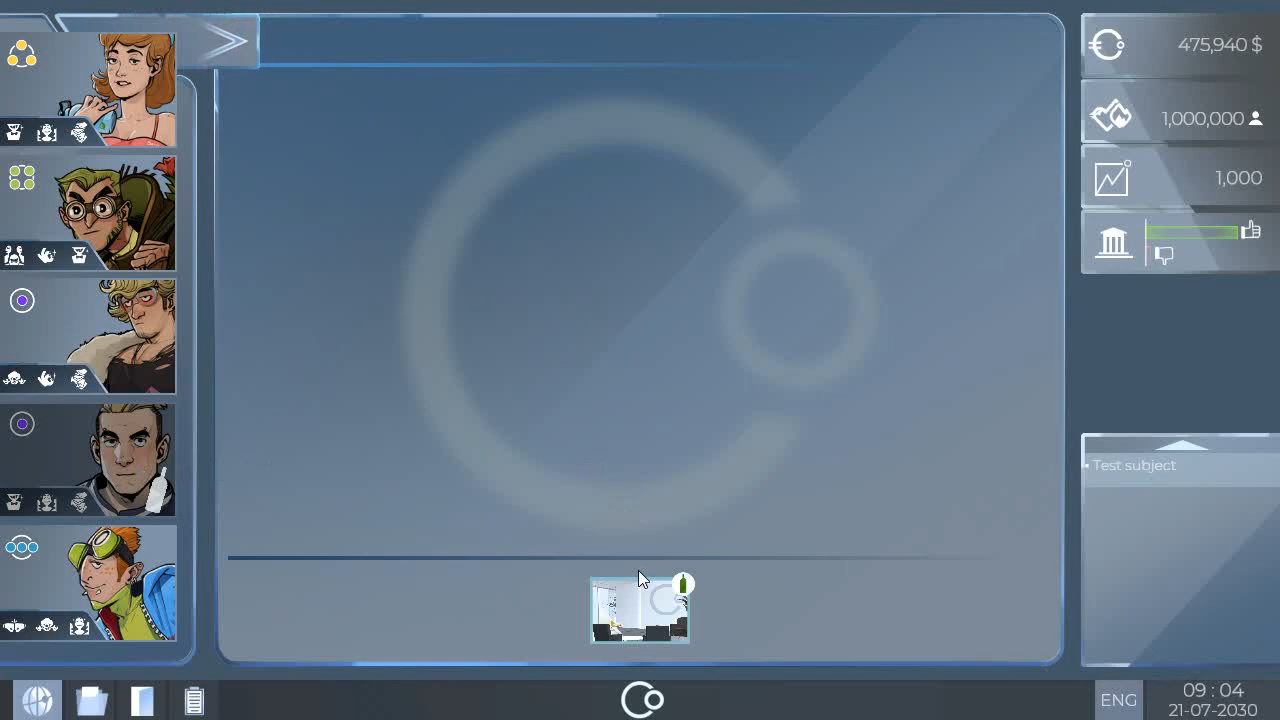 475,940 $
1,000,000
1,000
Test subject
ENG
09 : 04
21-07-2030